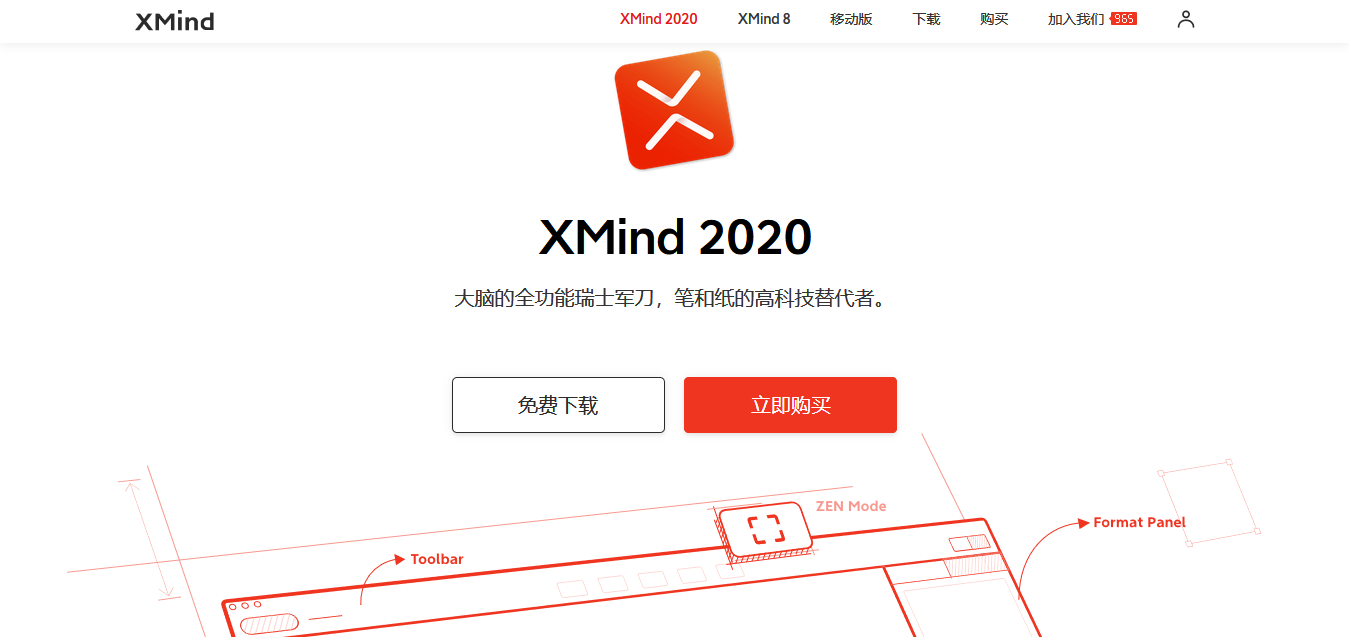 XMind
XMind 2020 XMind 8 移动版 下载 购买 加入我们 965
XMind 2020
大脑的全功能瑞士军刀，笔和纸的高科技替代者。
免费下载 立即购买
ZEN Mode
Format Panel
Toolbar